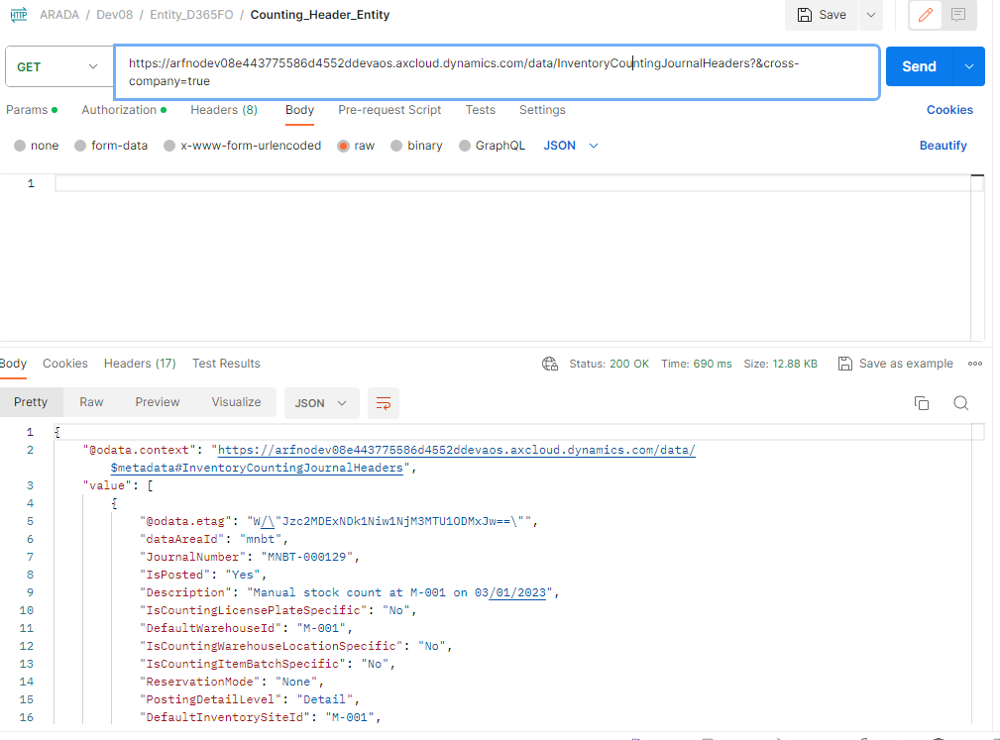 HTTP ARADA / Dev08 / Entity_D365FO / Counting_Header_Entity Save
GET https://arfnodev08e443775586d4552ddevaos.axcloud.dynamics.com/data/InventoryCountingJournalHeaders?&cross-
company=true Send
Params Authorization Headers (8) Body Pre-request Script Tests Settings Cookies
none form-data x-www-form-urlencoded raw binary GraphQL JSON Beautify
1
Body Cookies Headers (17) Test Results Status: 200 OK Time: 690 ms Size: 12.88 KB Save as example
Pretty Raw Preview Visualize JSON
1 {
2 "@odata.context": "https://arfnodev08e443775586d4552ddevaos.axcloud.dynamics.com/data/
$metadata#InventoryCountingJournalHeaders",
3 "value": [
4 {
5 "@odata.etag": "W/\"Jzc2MDExNDk1Niw1NjM3MTU1ODMxJw==\"",
6 "dataAreaId": "mnbt",
7 "JournalNumber": "MNBT-000129",
8 "IsPosted": "Yes",
9 "Description": "Manual stock count at M-001 on 03/01/2023",
10 "IsCountingLicensePlateSpecific": "No",
11 "DefaultWarehouseId": "M-001",
12 "IsCountingWarehouseLocationSpecific": "No",
13 "IsCountingItemBatchSpecific": "No",
14 "ReservationMode": "None",
15 "PostingDetailLevel": "Detail",
16 "DefaultInventorySiteId": "M-001",